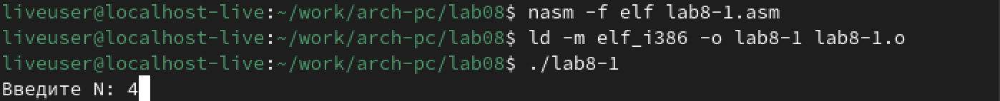 liveuser@localhost-live:~/work/arch-pc/lab08$ nasm -f elf lab8-1.asm
liveuser@localhost-live:~/work/arch-pc/lab08$ ld -m elf_i386 -o lab8-1 lab8-1.o
liveuser@localhost-live:~/work/arch-pc/lab08$ ./lab8-1
Введите N: 4